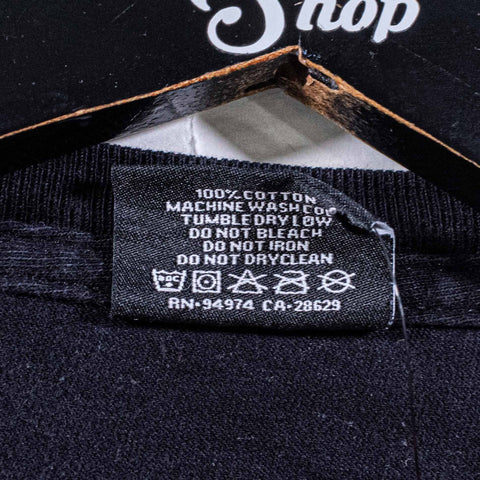 Shop
100% COTTON
MACHINE WASH COOL
TUMBLE DRY LOW
DO NOT BLEACH
DO NOT IRON
DO NOT DRYCLEAN
RN•94974 CA•28629